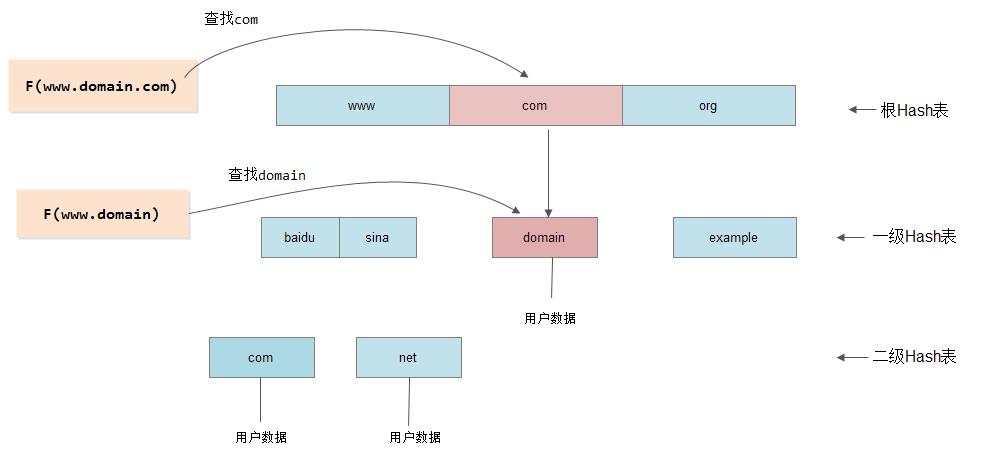 查找com
F(www.domain.com)
www
com
org
根Hash表
查找domain
F(www.domain)
baidu
sina
domain
example
一级Hash表
用户数据
com
net
二级Hash表
用户数据
用户数据